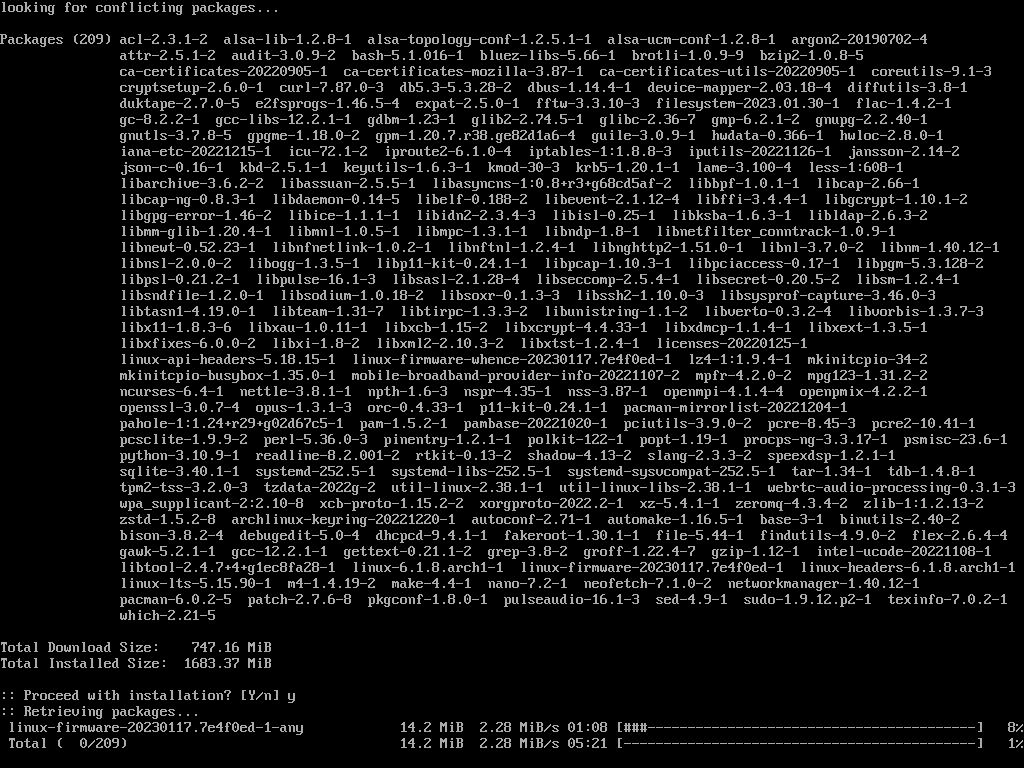 looking for conflicting packages...
Packages (209) acl-2.3.1-2  alsa-lib-1.2.8-1  alsa-topology-conf-1.2.5.1-1  alsa-ucm-conf-1.2.8-1  argon2-20190702-4
attr-2.5.1-2  audit-3.0.9-2  bash-5.1.016-1  bluez-libs-5.66-1  brotli-1.0.9-9  bzip2-1.0.8-5
ca-certificates-20220905-1  ca-certificates-mozilla-3.87-1  ca-certificates-utils-20220905-1  coreutils-9.1-3
cryptsetup-2.6.0-1  curl-7.87.0-3  db5.3-5.3.28-2  dbus-1.14.4-1  device-mapper-2.03.18-4  diffutils-3.8-1
duktape-2.7.0-5  e2fsprogs-1.46.5-4  expat-2.5.0-1  fftw-3.3.10-3  filesystem-2023.01.30-1  flac-1.4.2-1
gc-8.2.2-1  gcc-libs-12.2.1-1  gdbm-1.23-1  glib2-2.74.5-1  glibc-2.36-7  gmp-6.2.1-2  gnupg-2.2.40-1
gnutls-3.7.8-5  gpgme-1.18.0-2  gpm-1.20.7.r38.ge82d1a6-4  guile-3.0.9-1  hwdata-0.366-1  hwloc-2.8.0-1
iana-etc-20221215-1  icu-72.1-2  iproute2-6.1.0-4  iptables-1:1.8.8-3  iputils-20221126-1  jansson-2.14-2
json-c-0.16-1  kbd-2.5.1-1  keyutils-1.6.3-1  kmod-30-3  krb5-1.20.1-1  lame-3.100-4  less-1:608-1
libarchive-3.6.2-2  libassuan-2.5.5-1  libasyncns-1:0.8+r3+g68cd5af-2  libbpf-1.0.1-1  libcap-2.66-1
libcap-ng-0.8.3-1  libdaemon-0.14-5  libelf-0.188-2  libevent-2.1.12-4  libffi-3.4.4-1  libgcrypt-1.10.1-2
libgpg-error-1.46-2  libice-1.1.1-1  libidn2-2.3.4-3  libisl-0.25-1  libksba-1.6.3-1  libldap-2.6.3-2
libmm-glib-1.20.4-1  libmnl-1.0.5-1  libmpc-1.3.1-1  libndp-1.8-1  libnetfilter_conntrack-1.0.9-1
libnewt-0.52.23-1  libnfnetlink-1.0.2-1  libnftnl-1.2.4-1  libnghttp2-1.51.0-1  libnl-3.7.0-2  libnm-1.40.12-1
libnsl-2.0.0-2  libogg-1.3.5-1  libp11-kit-0.24.1-1  libpcap-1.10.3-1  libpciaccess-0.17-1  libpgm-5.3.128-2
libpsl-0.21.2-1  libpulse-16.1-3  libsasl-2.1.28-4  libseccomp-2.5.4-1  libsecret-0.20.5-2  libsm-1.2.4-1
libsndfile-1.2.0-1  libsodium-1.0.18-2  libsoxr-0.1.3-3  libssh2-1.10.0-3  libsysprof-capture-3.46.0-3
libtasn1-4.19.0-1  libteam-1.31-7  libtirpc-1.3.3-2  libunistring-1.1-2  libverto-0.3.2-4  libvorbis-1.3.7-3
libx11-1.8.3-6  libxau-1.0.11-1  libxcb-1.15-2  libxcrypt-4.4.33-1  libxdmcp-1.1.4-1  libxext-1.3.5-1
libxfixes-6.0.0-2  libxi-1.8-2  libxml2-2.10.3-2  libxtst-1.2.4-1  licenses-20220125-1
linux-api-headers-5.18.15-1  linux-firmware-whence-20230117.7e4f0ed-1  lz4-1:1.9.4-1  mkinitcpio-34-2
mkinitcpio-busybox-1.35.0-1  mobile-broadband-provider-info-20221107-2  mpfr-4.2.0-2  mpg123-1.31.2-2
ncurses-6.4-1  nettle-3.8.1-1  npth-1.6-3  nspr-4.35-1  nss-3.87-1  openmpi-4.1.4-4  openpmix-4.2.2-1
openssl-3.0.7-4  opus-1.3.1-3  orc-0.4.33-1  p11-kit-0.24.1-1  pacman-mirrorlist-20221204-1
pahole-1:1.24+r29+g02d67c5-1  pam-1.5.2-1  pambase-20221020-1  pciutils-3.9.0-2  pcre-8.45-3  pcre2-10.41-1
pcsclite-1.9.9-2  perl-5.36.0-3  pinentry-1.2.1-1  polkit-122-1  popt-1.19-1  procps-ng-3.3.17-1  psmisc-23.6-1
python-3.10.9-1  readline-8.2.001-2  rtkit-0.13-2  shadow-4.13-2  slang-2.3.3-2  speexdsp-1.2.1-1
sqlite-3.40.1-1  systemd-252.5-1  systemd-libs-252.5-1  systemd-sysvcompat-252.5-1  tar-1.34-1  tdb-1.4.8-1
tpm2-tss-3.2.0-3  tzdata-2022g-2  util-linux-2.38.1-1  util-linux-libs-2.38.1-1  webrtc-audio-processing-0.3.1-3
wpa_supplicant-2:2.10-8  xcb-proto-1.15.2-2  xorgproto-2022.2-1  xz-5.4.1-1  zeromq-4.3.4-2  zlib-1:1.2.13-2
zstd-1.5.2-8  archlinux-keyring-20221220-1  autoconf-2.71-1  automake-1.16.5-1  base-3-1  binutils-2.40-2
bison-3.8.2-4  debugedit-5.0-4  dhcpcd-9.4.1-1  fakeroot-1.30.1-1  file-5.44-1  findutils-4.9.0-2  flex-2.6.4-4
gawk-5.2.1-1  gcc-12.2.1-1  gettext-0.21.1-2  grep-3.8-2  groff-1.22.4-7  gzip-1.12-1  intel-ucode-20221108-1
libtool-2.4.7+4+g1ec8fa28-1  linux-6.1.8.arch1-1  linux-firmware-20230117.7e4f0ed-1  linux-headers-6.1.8.arch1-1
linux-lts-5.15.90-1  m4-1.4.19-2  make-4.4-1  nano-7.2-1  neofetch-7.1.0-2  networkmanager-1.40.12-1
pacman-6.0.2-5  patch-2.7.6-8  pkgconf-1.8.0-1  pulseaudio-16.1-3  sed-4.9-1  sudo-1.9.12.p2-1  texinfo-7.0.2-1
which-2.21-5
Total Download Size:    747.16 MiB
Total Installed Size:  1683.37 MiB
:: Proceed with installation? [Y/n] y
:: Retrieving packages...
linux-firmware-20230117.7e4f0ed-1-any            14.2 MiB  2.28 MiB/s 01:08 [###-----------------------------------------]   8%
Total (  0/209)                                  14.2 MiB  2.28 MiB/s 05:21 [--------------------------------------------]   1%